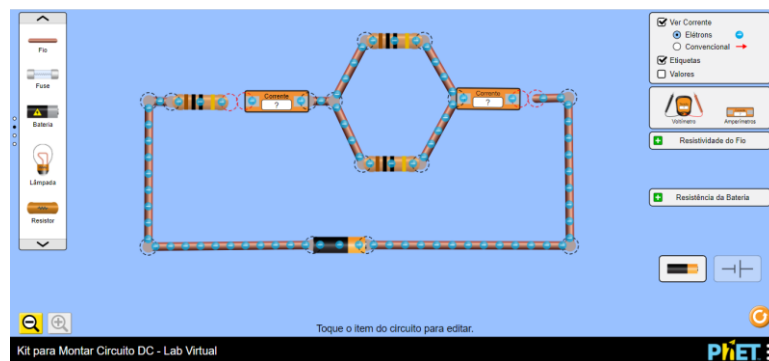 Fio
Fuse
Bateria
Lâmpada
Resistor
Corrente
?
Corrente
?
Ver Corrente
Elétrons
Convencional
Etiquetas
Valores
Voltímetro
Amperímetros
Resistividade do Fio
Resistência da Bateria
Toque o item do circuito para editar.
Kit para Montar Circuito DC - Lab Virtual
PhET